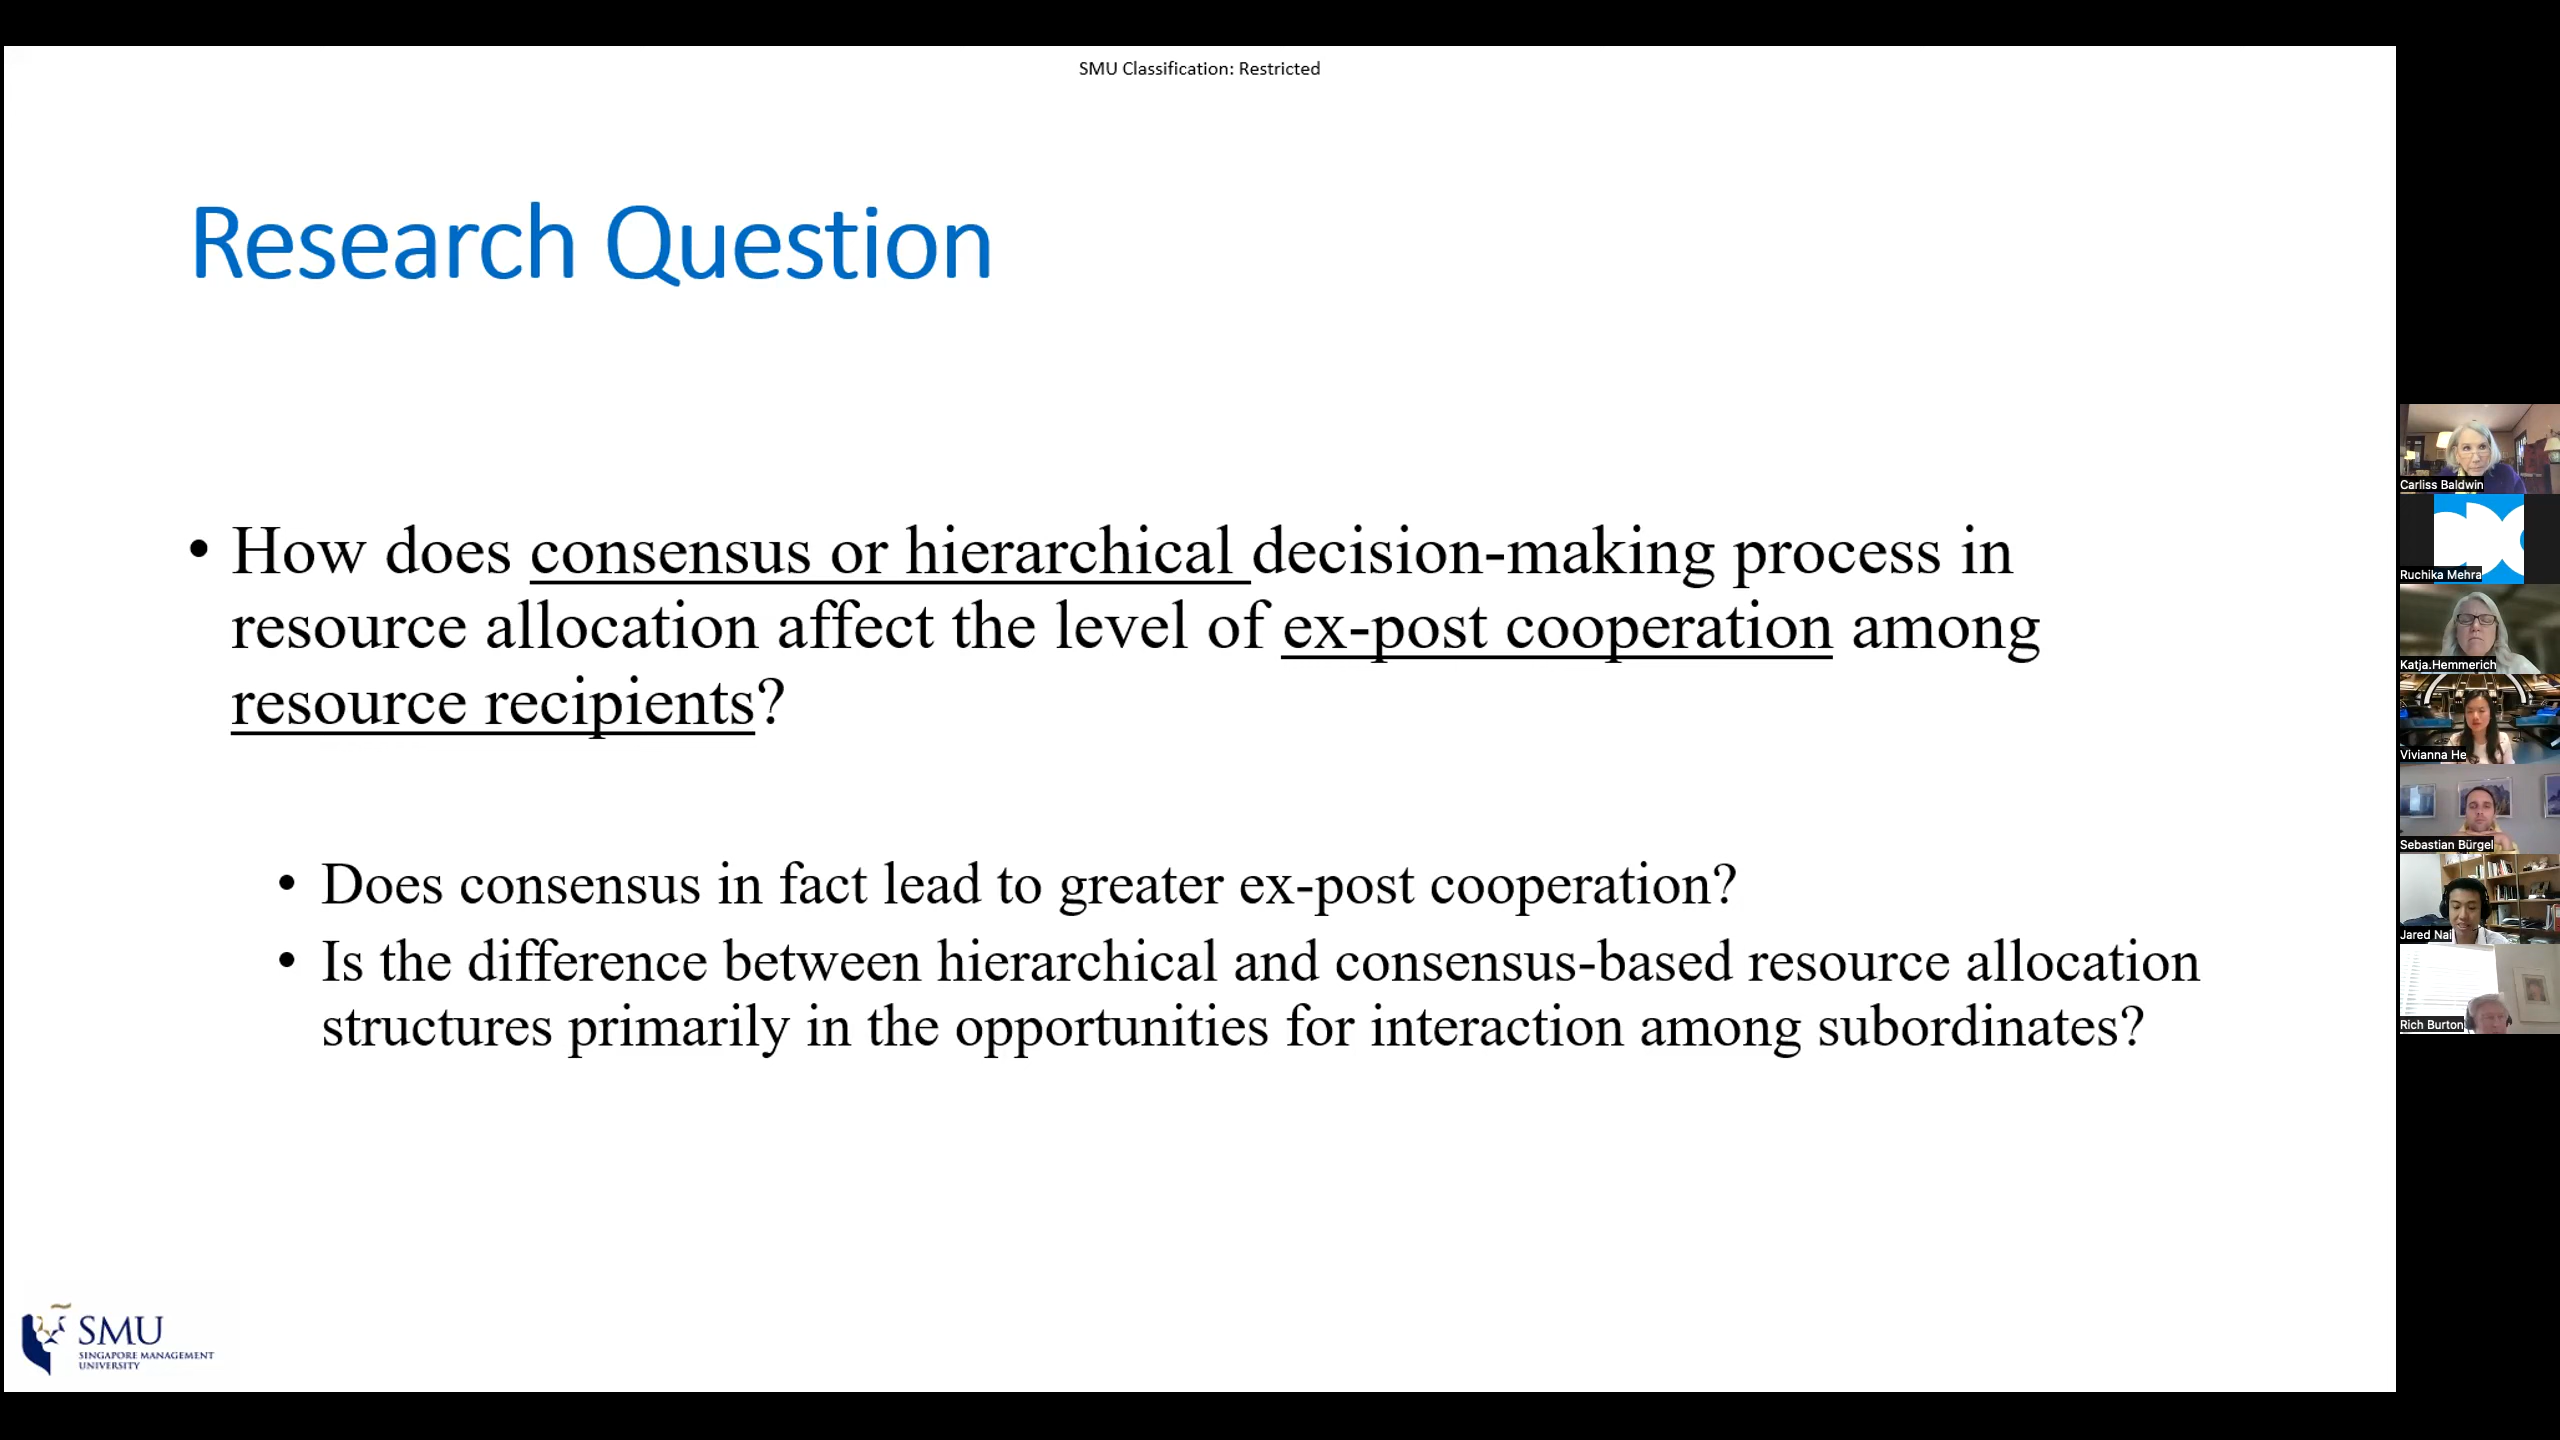 SMU Classification: Restricted
Research Question
• How does consensus or hierarchical decision-making process in
resource allocation affect the level of ex-post cooperation among
resource recipients?
• Does consensus in fact lead to greater ex-post cooperation?
• Is the difference between hierarchical and consensus-based resource allocation
structures primarily in the opportunities for interaction among subordinates?
SMU
SINGAPORE MANAGEMENT
UNIVERSITY
Carliss Baldwin
Ruchika Mehra
Katja.Hemmerich
Vivianna He
Sebastian Bürgel
Jared Nai
Rich Burton